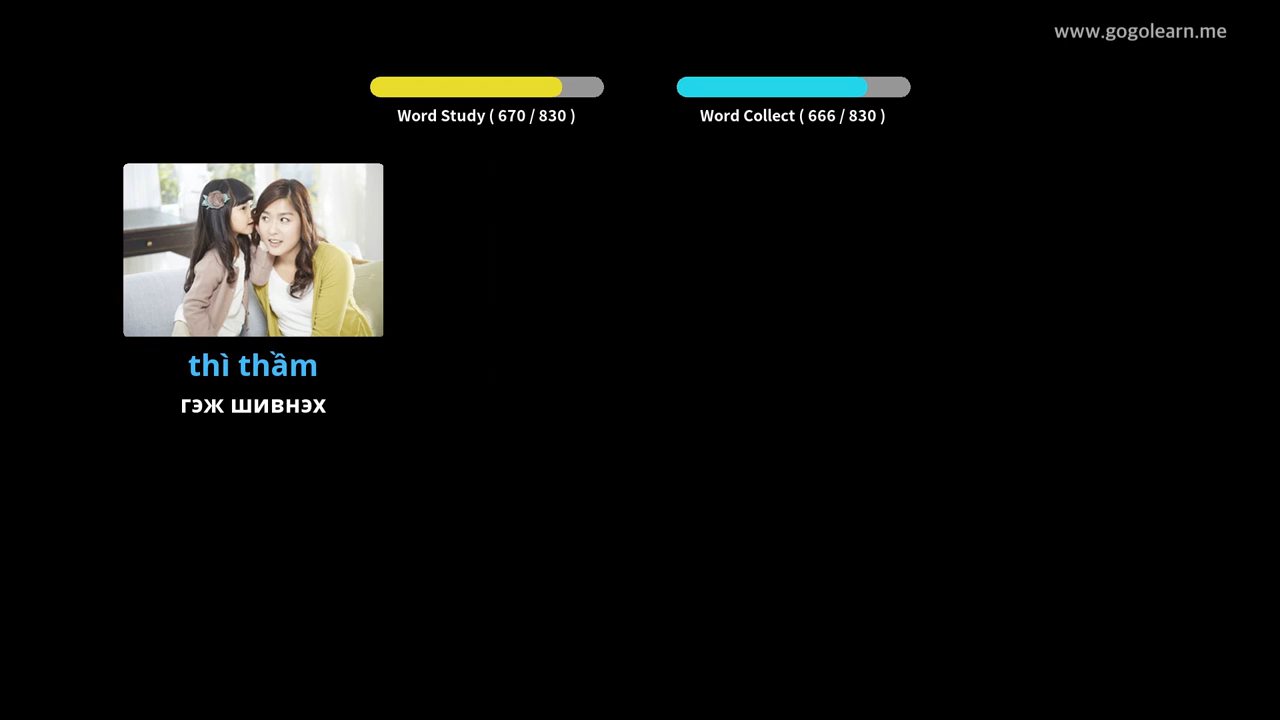 www.gogolearn.me
Word Study ( 670 / 830 )
Word Collect ( 666 / 830 )
thì thầm
гэж шивнэх